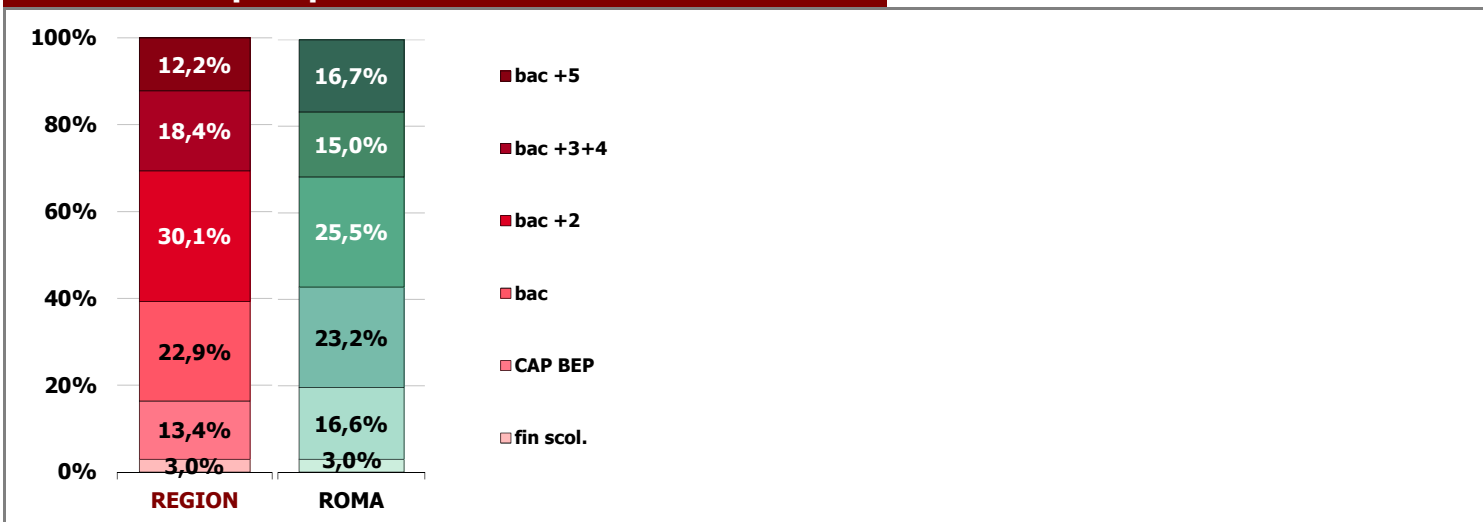 100%
80%
60%
40%
20%
0%
12,2%
18,4%
30,1%
22,9%
13,4%
3,0%
REGION
16,7%
15,0%
25,5%
23,2%
16,6%
3,0%
ROMA
bac +5
bac +3+4
bac +2
bac
CAP BEP
fin scol.